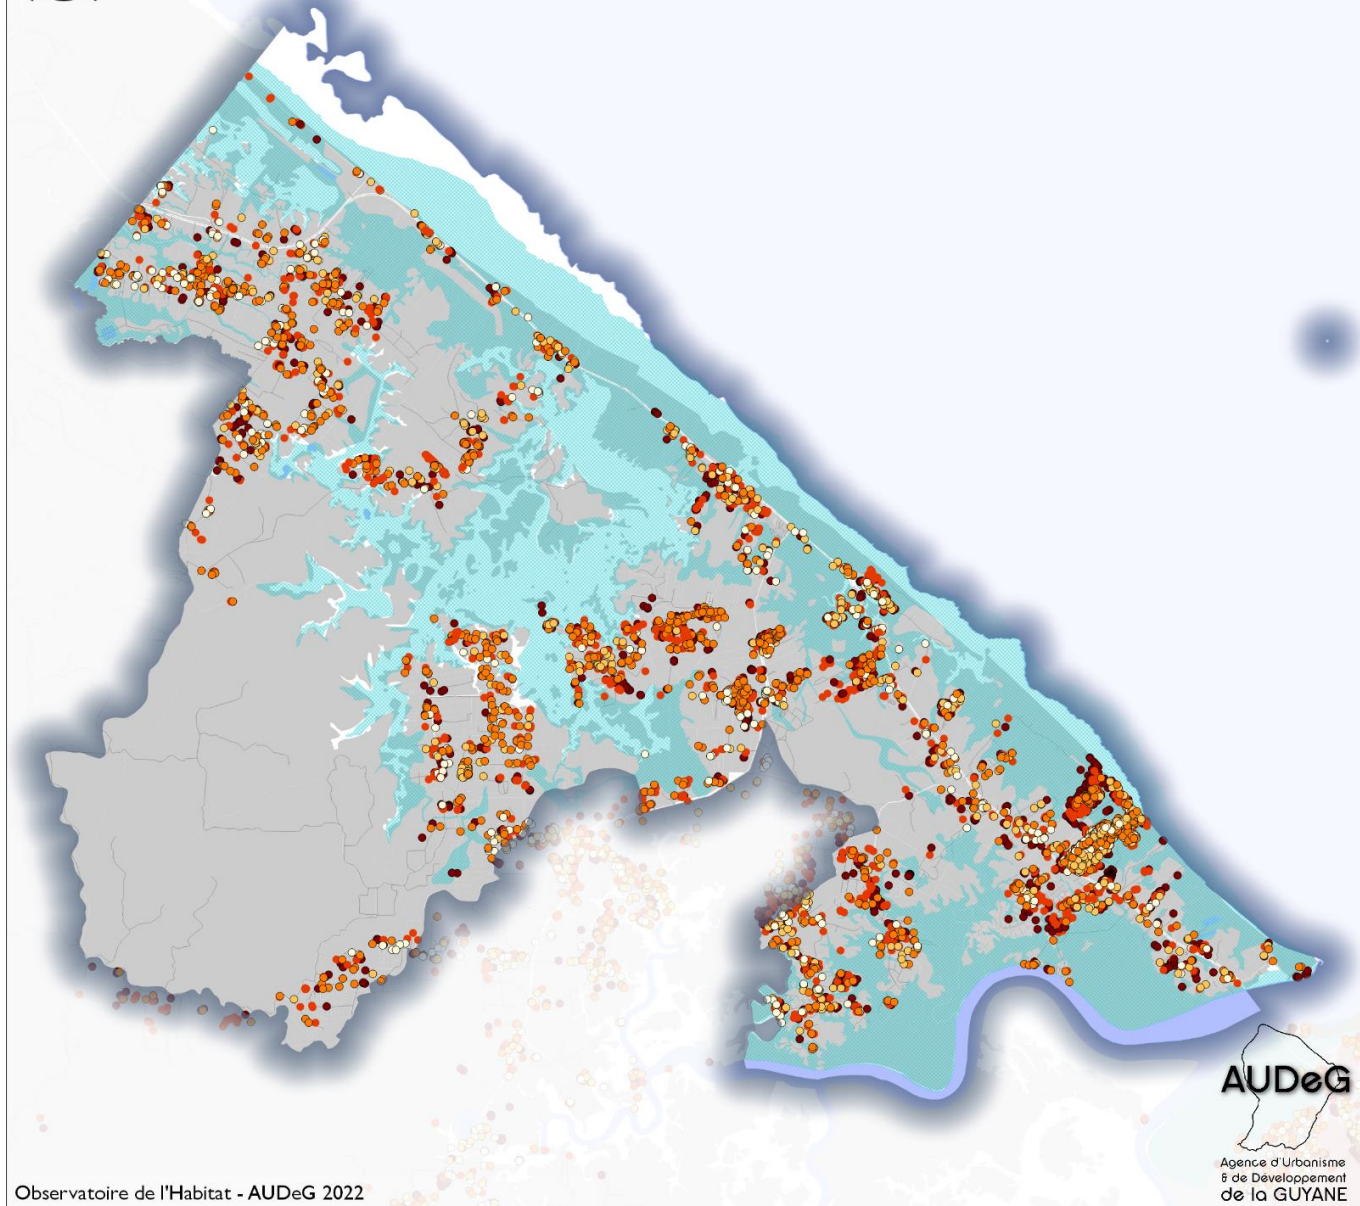 AUDeG
Agence d'Urbanisme
& de Développement
de la GUYANE
Observatoire de l'Habitat - AUDeG 2022